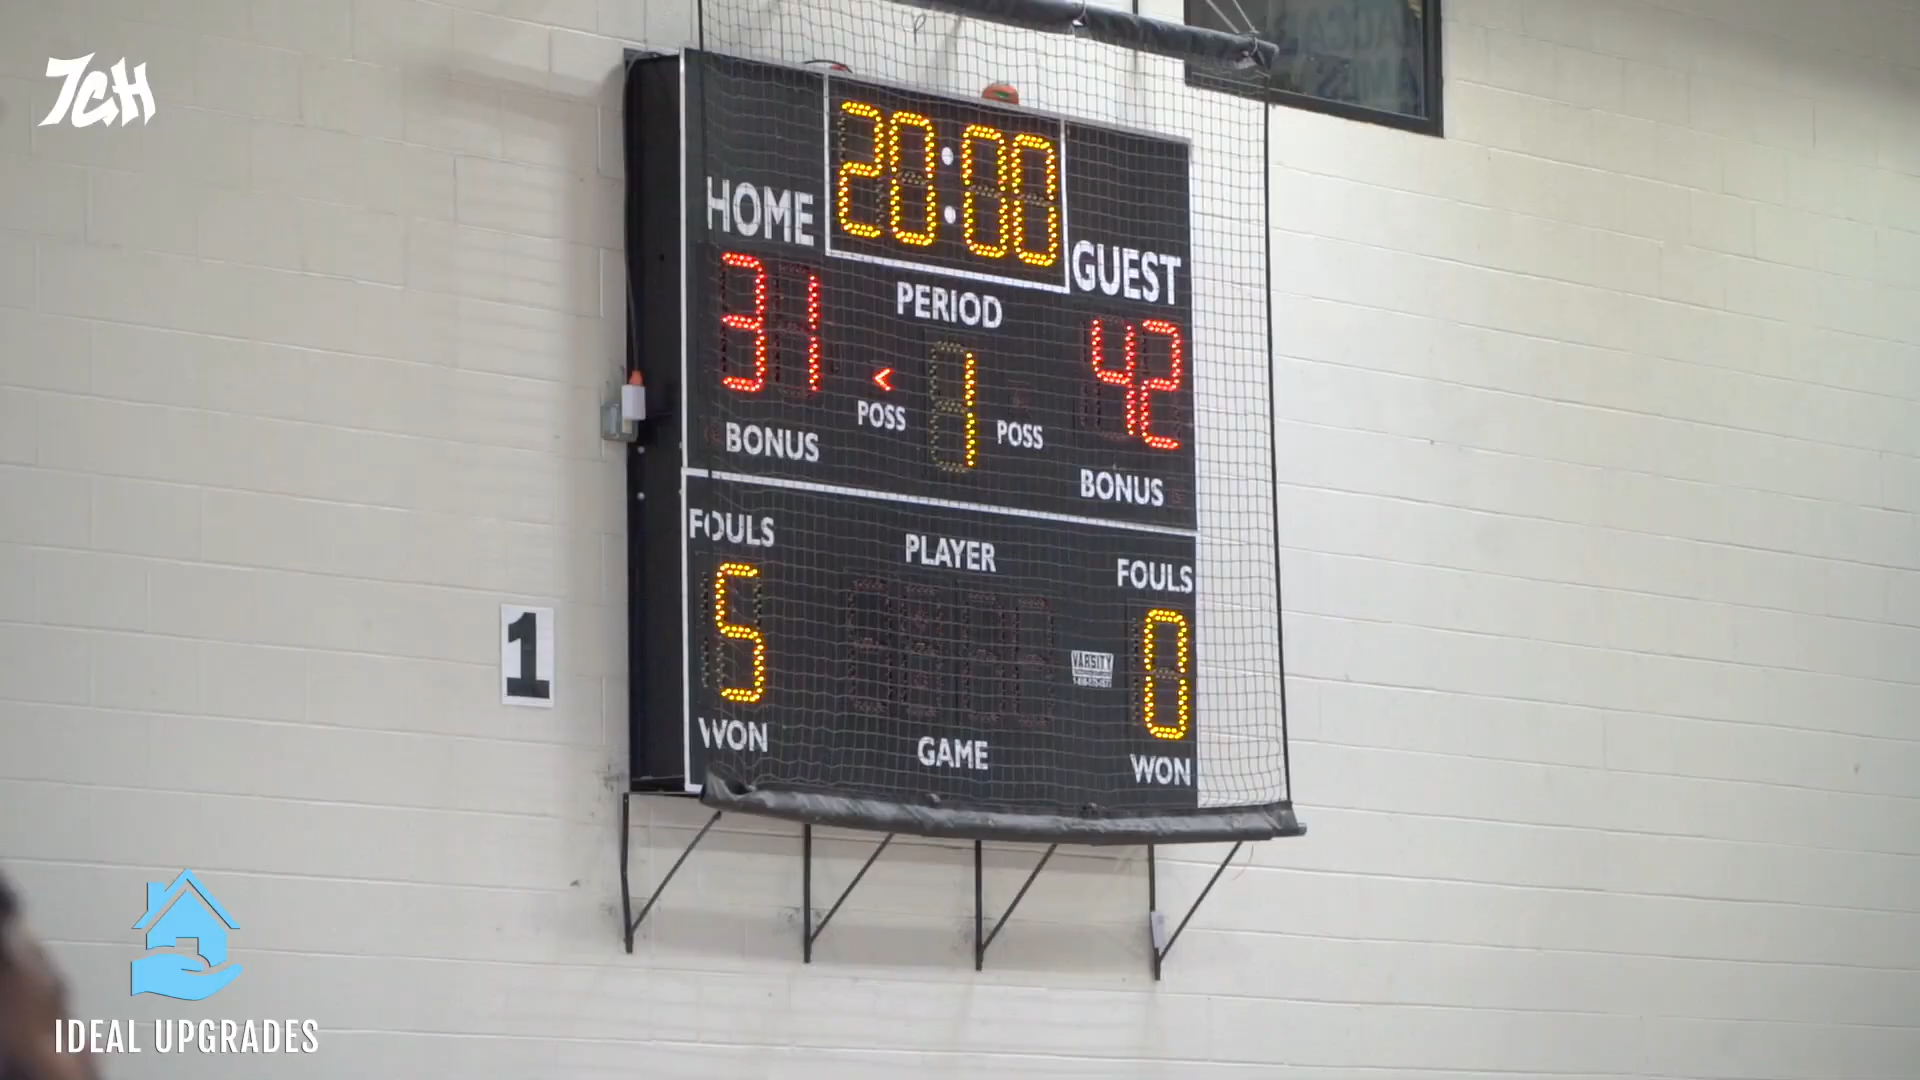 7CH
20:00
HOME
GUEST
31
PERIOD
42
<
1
POSS
POSS
BONUS
BONUS
FOULS
PLAYER
FOULS
5
0
VARSITY
WON
GAME
WON
1
IDEAL UPGRADES